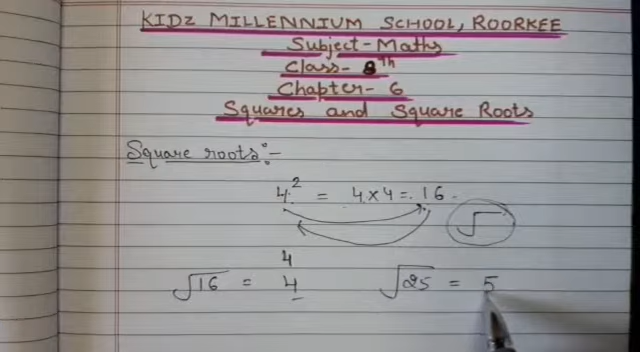 KIDZ MILLENNIUM SCHOOL, ROORKEE
Subject-Maths
Class- 8th
Chapter- 6
Squares and Square Roots
Square roots:-
4² = 4×4 = 16.
√
4
√16 = 4 √25 = 5